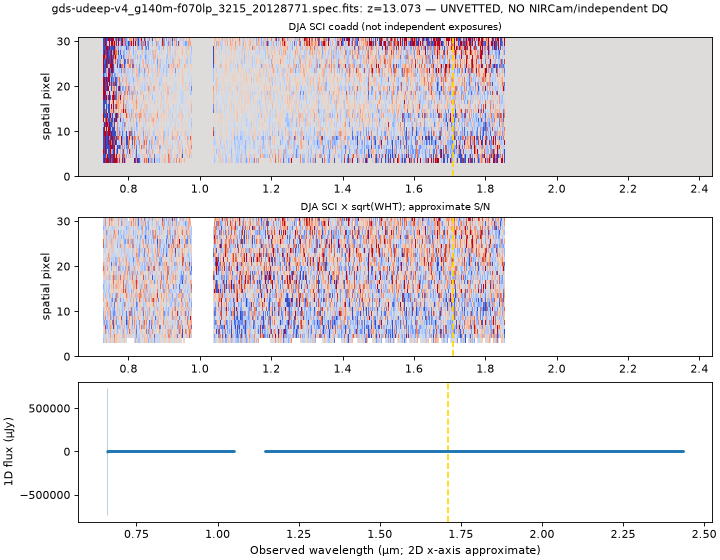 gds-udeep-v4_g140m-f070lp_3215_20128771.spec.fits: z=13.073 — UNVETTED, NO NIRCam/independent DQ
DJA SCI coadd (not independent exposures)
spatial pixel
30
20
10
0
0.8 1.0 1.2 1.4 1.6 1.8 2.0 2.2 2.4
DJA SCI × sqrt(WHT); approximate S/N
spatial pixel
30
20
10
0
0.8 1.0 1.2 1.4 1.6 1.8 2.0 2.2 2.4
1D flux (μJy)
500000
0
−500000
0.75 1.00 1.25 1.50 1.75 2.00 2.25 2.50
Observed wavelength (μm; 2D x-axis approximate)